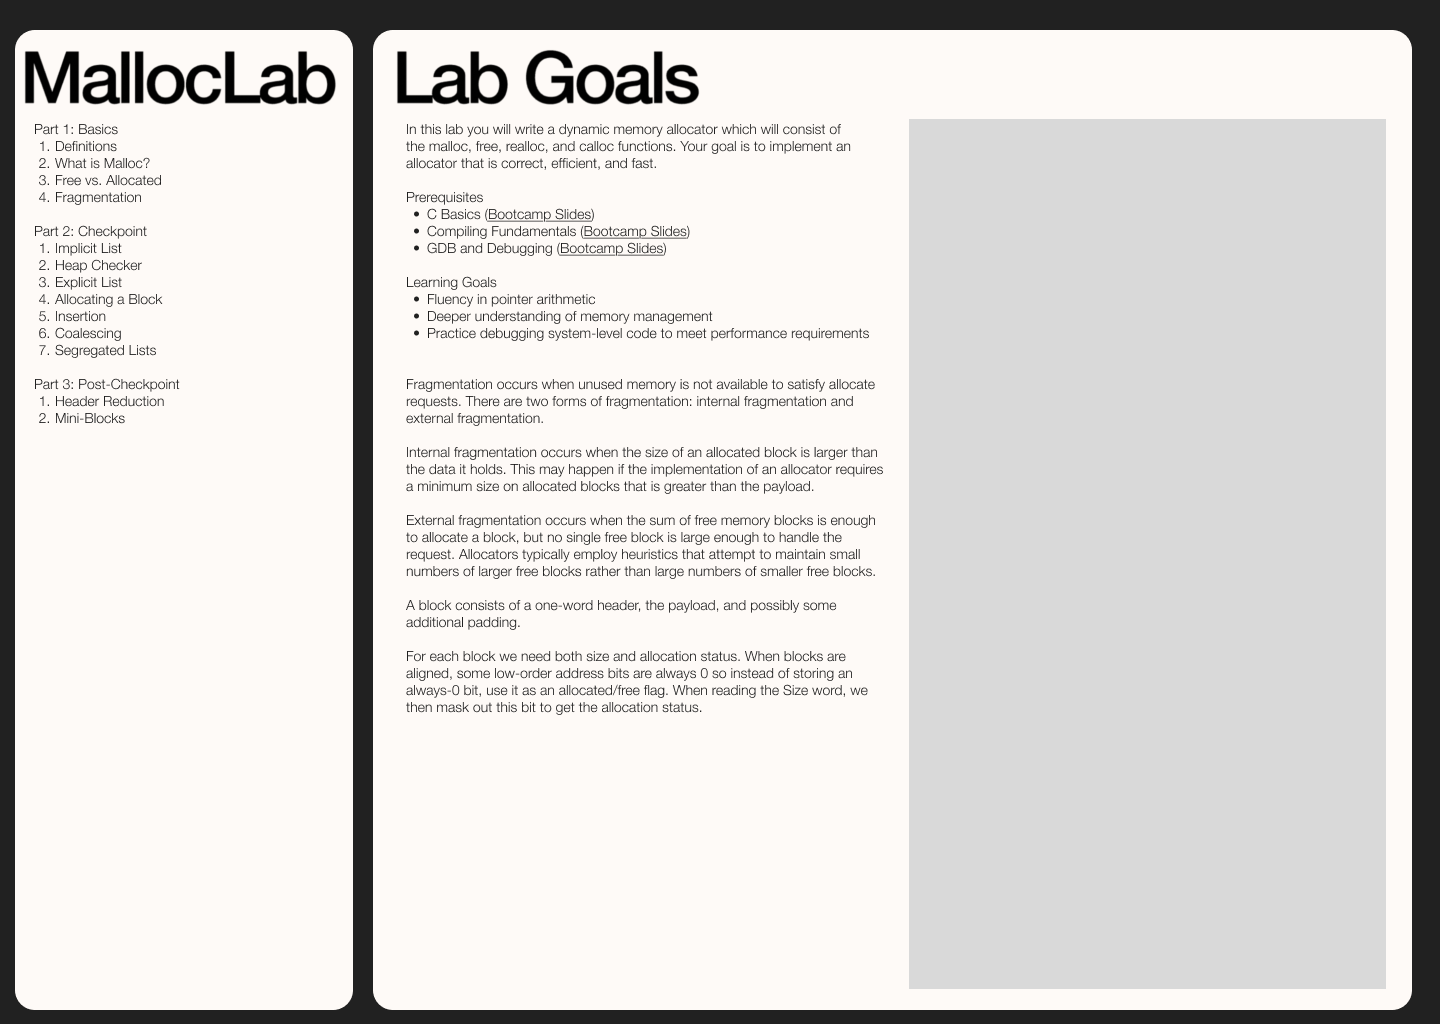 MallocLab
Part 1: Basics
1. Definitions
2. What is Malloc?
3. Free vs. Allocated
4. Fragmentation
Part 2: Checkpoint
1. Implicit List
2. Heap Checker
3. Explicit List
4. Allocating a Block
5. Insertion
6. Coalescing
7. Segregated Lists
Part 3: Post-Checkpoint
1. Header Reduction
2. Mini-Blocks
Lab Goals
In this lab you will write a dynamic memory allocator which will consist of
the malloc, free, realloc, and calloc functions. Your goal is to implement an
allocator that is correct, efficient, and fast.
Prerequisites
• C Basics (Bootcamp Slides)
• Compiling Fundamentals (Bootcamp Slides)
• GDB and Debugging (Bootcamp Slides)
Learning Goals
• Fluency in pointer arithmetic
• Deeper understanding of memory management
• Practice debugging system-level code to meet performance requirements
Fragmentation occurs when unused memory is not available to satisfy allocate
requests. There are two forms of fragmentation: internal fragmentation and
external fragmentation.
Internal fragmentation occurs when the size of an allocated block is larger than
the data it holds. This may happen if the implementation of an allocator requires
a minimum size on allocated blocks that is greater than the payload.
External fragmentation occurs when the sum of free memory blocks is enough
to allocate a block, but no single free block is large enough to handle the
request. Allocators typically employ heuristics that attempt to maintain small
numbers of larger free blocks rather than large numbers of smaller free blocks.
A block consists of a one-word header, the payload, and possibly some
additional padding.
For each block we need both size and allocation status. When blocks are
aligned, some low-order address bits are always 0 so instead of storing an
always-0 bit, use it as an allocated/free flag. When reading the Size word, we
then mask out this bit to get the allocation status.